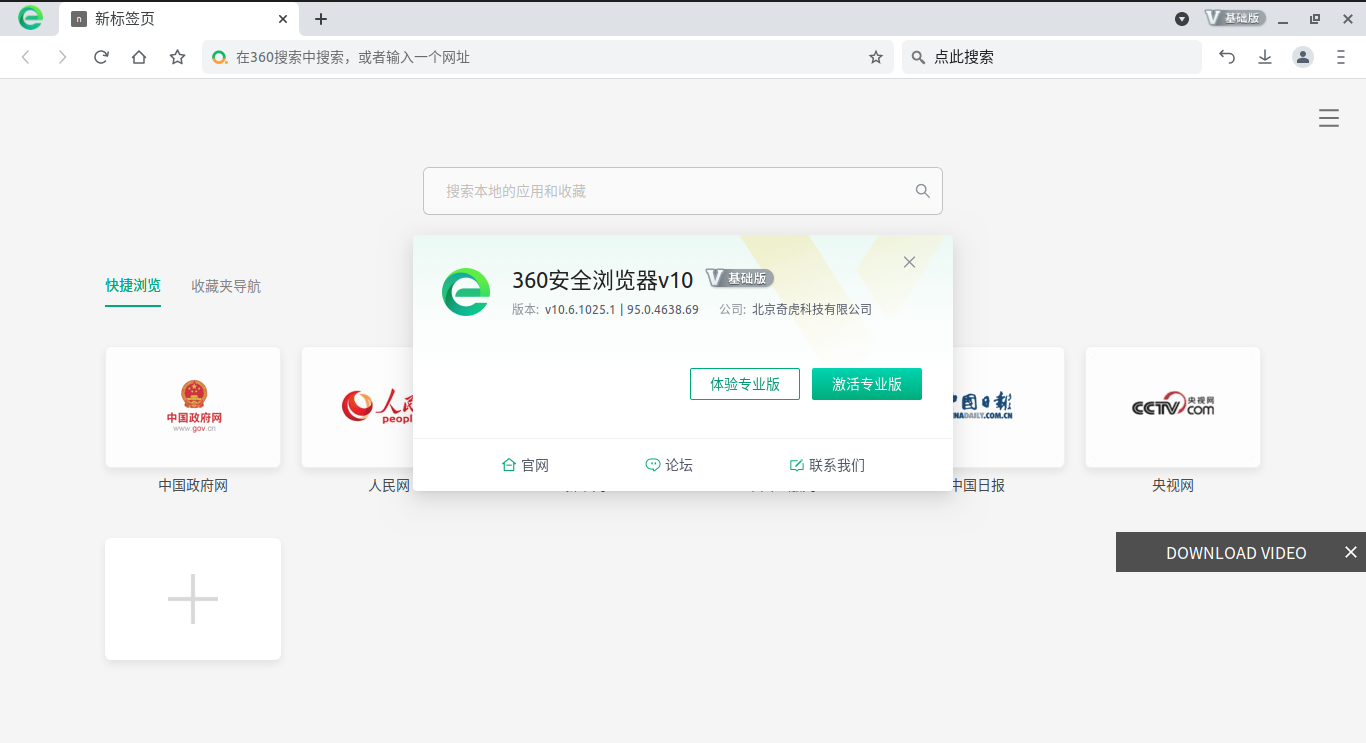 新标签页
基础版
在360搜索中搜索，或者输入一个网址
点此搜索
搜索本地的应用和收藏
快捷浏览
收藏夹导航
360安全浏览器v10
基础版
版本: v10.6.1025.1 | 95.0.4638.69
公司: 北京奇虎科技有限公司
体验专业版
激活专业版
官网
论坛
联系我们
中国政府网
www.gov.cn
人民
peopl
国日报
NADAILY.COM.CN
CCTV.com
央视网
中国政府网
人民网
中国日报
央视网
DOWNLOAD VIDEO